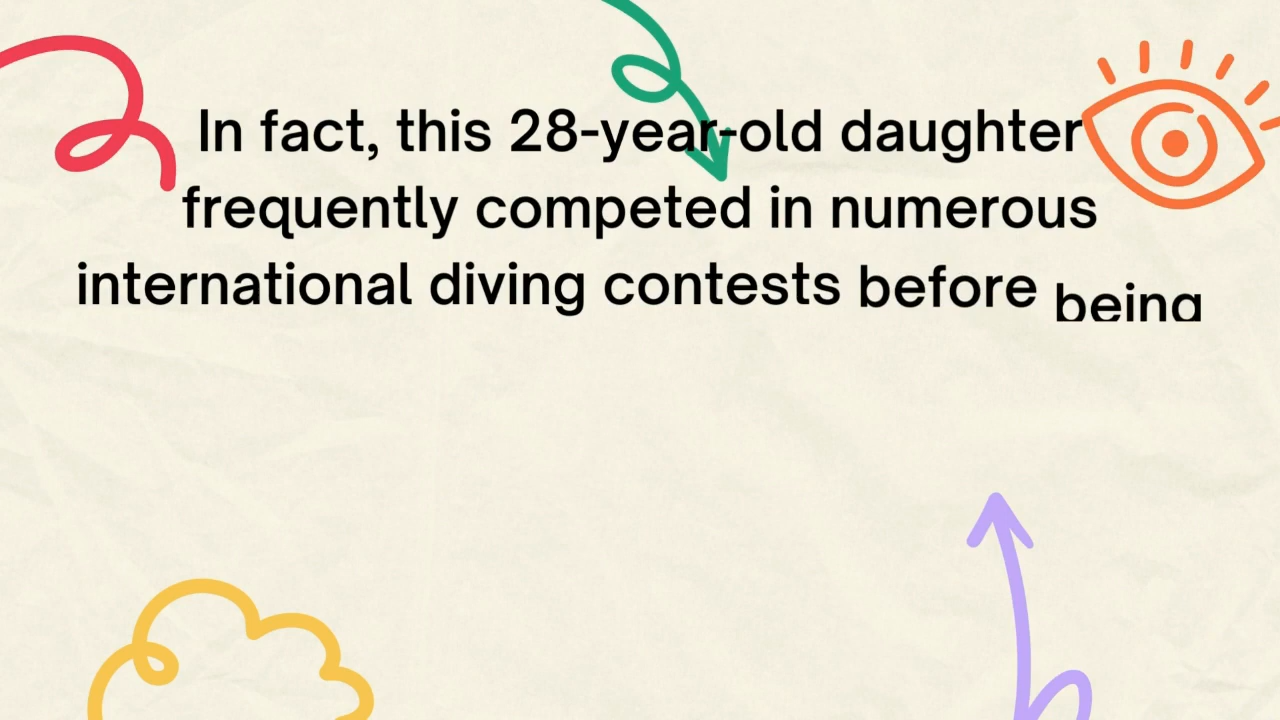 In fact, this 28-year-old daughter
frequently competed in numerous
international diving contests before being